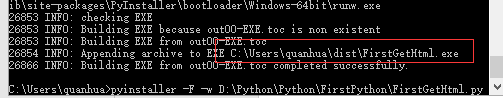 ib\site-packages\PyInstaller\bootloader\Windows-64bit\runw.exe
26853 INFO: checking EXE
26853 INFO: Building EXE because out00-EXE.toc is non existent
26853 INFO: Building EXE from out00-EXE.toc
26854 INFO: Appending archive to EXE C:\Users\quanhua\dist\FirstGetHtml.exe
26866 INFO: Building EXE from out00-EXE.toc completed successfully.
C:\Users\quanhua>pyinstaller -F -w D:\Python\PythonFirstPython\FirstGetHtml.py